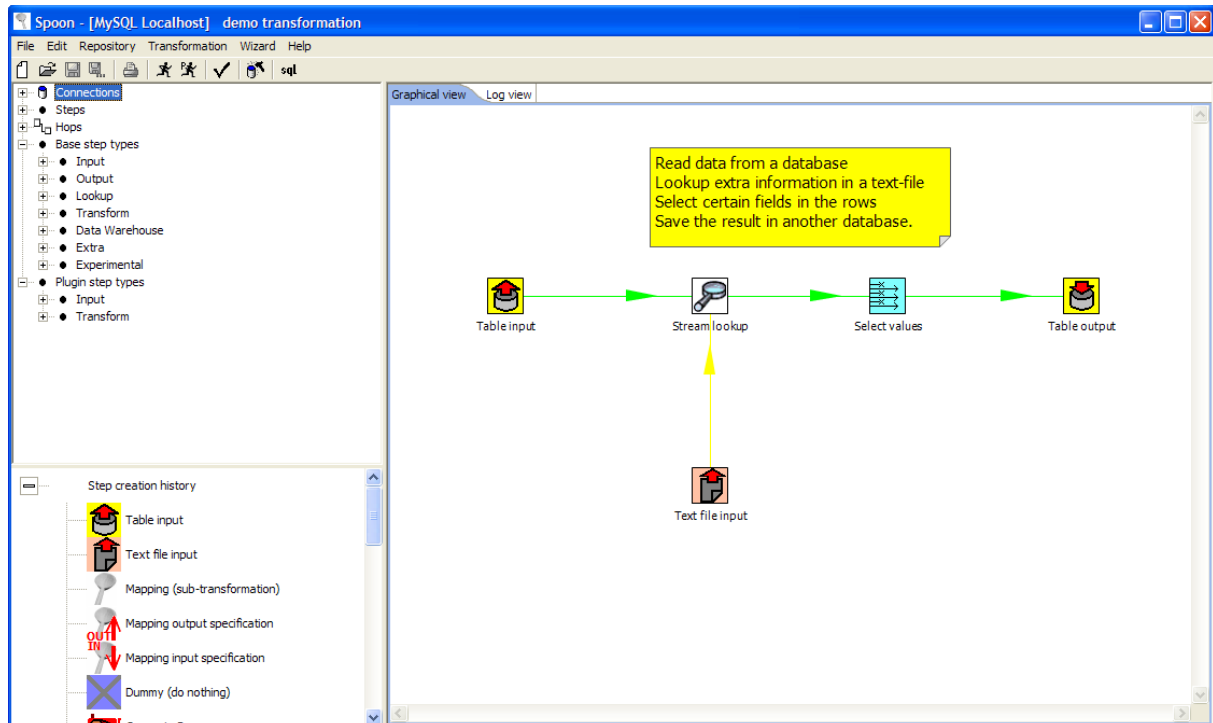 Spoon - [MySQL Localhost] demo transformation
File Edit Repository Transformation Wizard Help
sql
Connections
Steps
Hops
Base step types
Input
Output
Lookup
Transform
Data Warehouse
Extra
Experimental
Plugin step types
Input
Transform
Step creation history
Table input
Text file input
Mapping (sub-transformation)
Mapping output specification
OUT
IN
Mapping input specification
Dummy (do nothing)
Graphical view Log view
Read data from a database
Lookup extra information in a text-file
Select certain fields in the rows
Save the result in another database.
Table input Stream lookup Select values Table output
Text file input